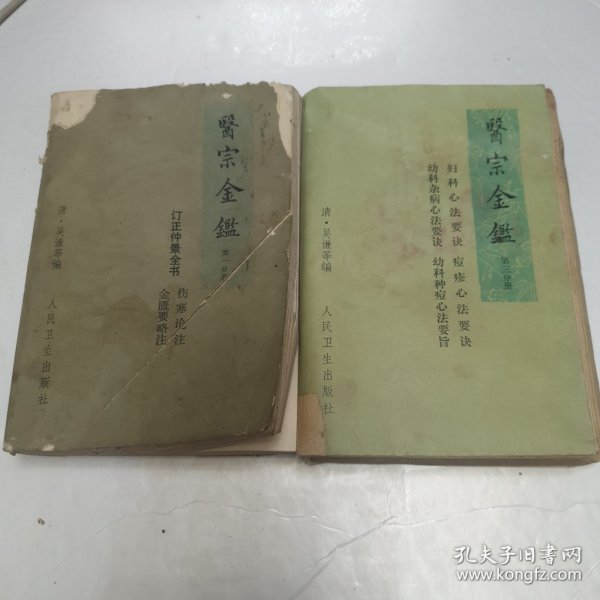 醫宗金鑑
第一分册
订正仲景全书
伤寒论注
金匮要略注
清·吴谦等编
人民卫生出版社
醫宗金鑑
第三分册
妇科心法要诀 痘疹心法要诀
幼科杂病心法要诀 幼科种痘心法要旨
清·吴谦等编
人民卫生出版社
孔夫子旧书网
www.kongfz.com